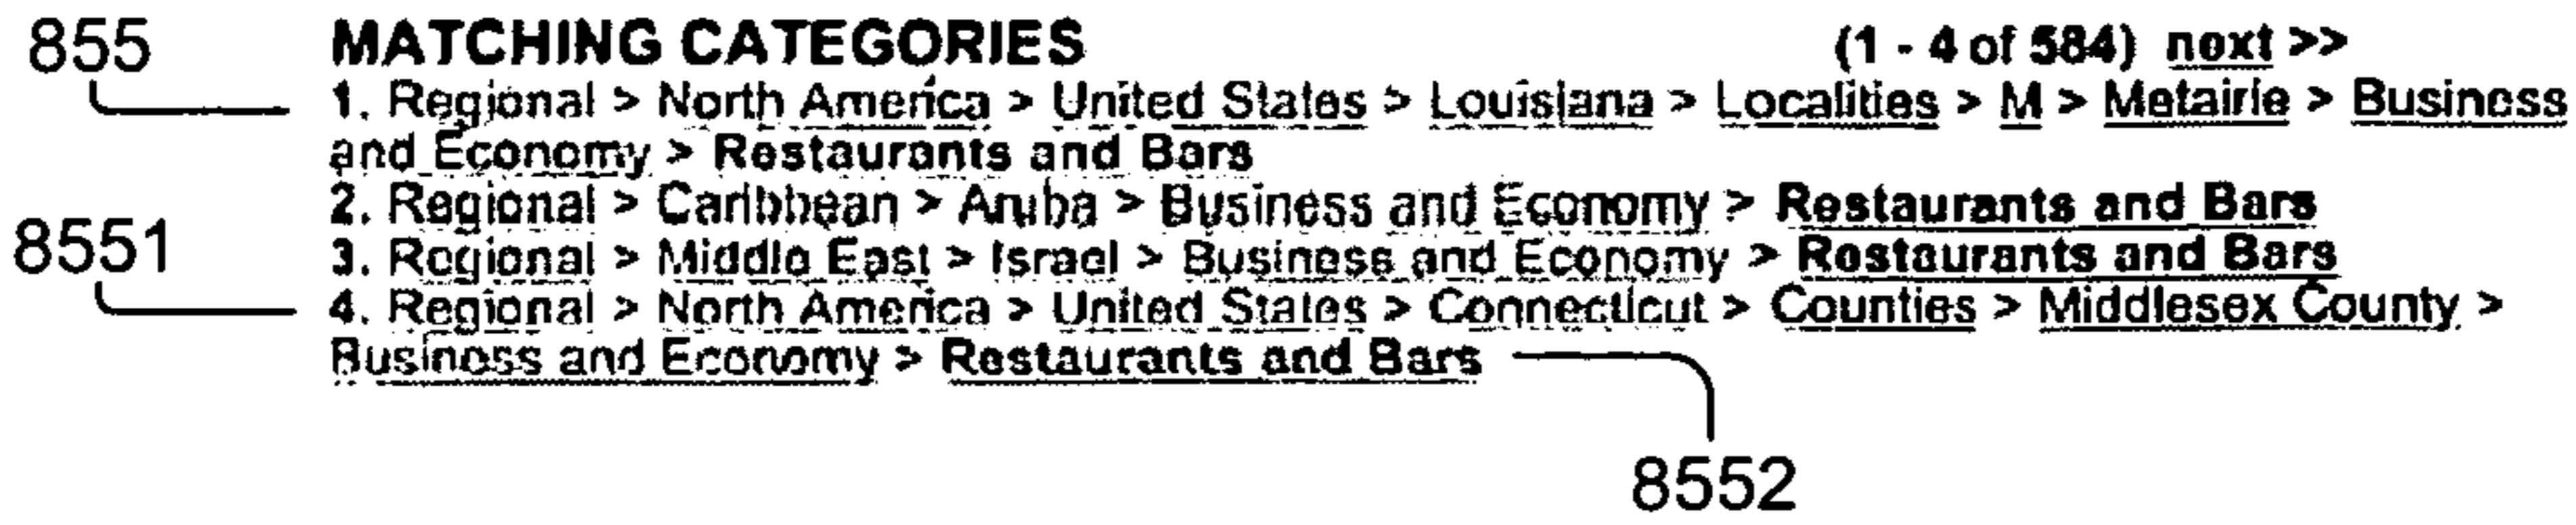 855 MATCHING CATEGORIES (1 - 4 of 584) next >>
1. Regional > North America > United States > Louisiana > Localities > M > Metairie > Business
and Economy > Restaurants and Bars
2. Regional > Caribbean > Aruba > Business and Economy > Restaurants and Bars
8551 3. Regional > Middle East > Israel > Business and Economy > Restaurants and Bars
4. Regional > North America > United States > Connecticut > Counties > Middlesex County >
Business and Economy > Restaurants and Bars
8552